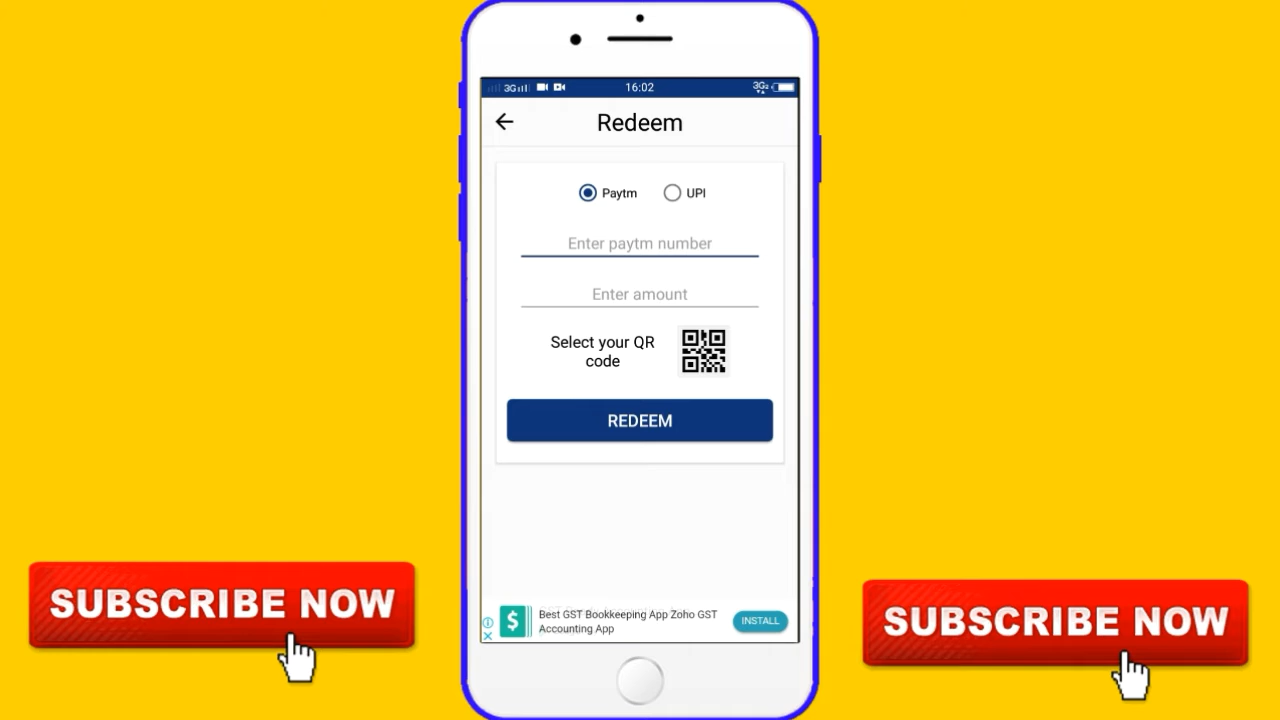 3G
16:02
3G2
Redeem
Paytm
UPI
Enter paytm number
Enter amount
Select your QR
code
REDEEM
Best GST Bookkeeping App Zoho GST
Accounting App
INSTALL
SUBSCRIBE NOW
SUBSCRIBE NOW